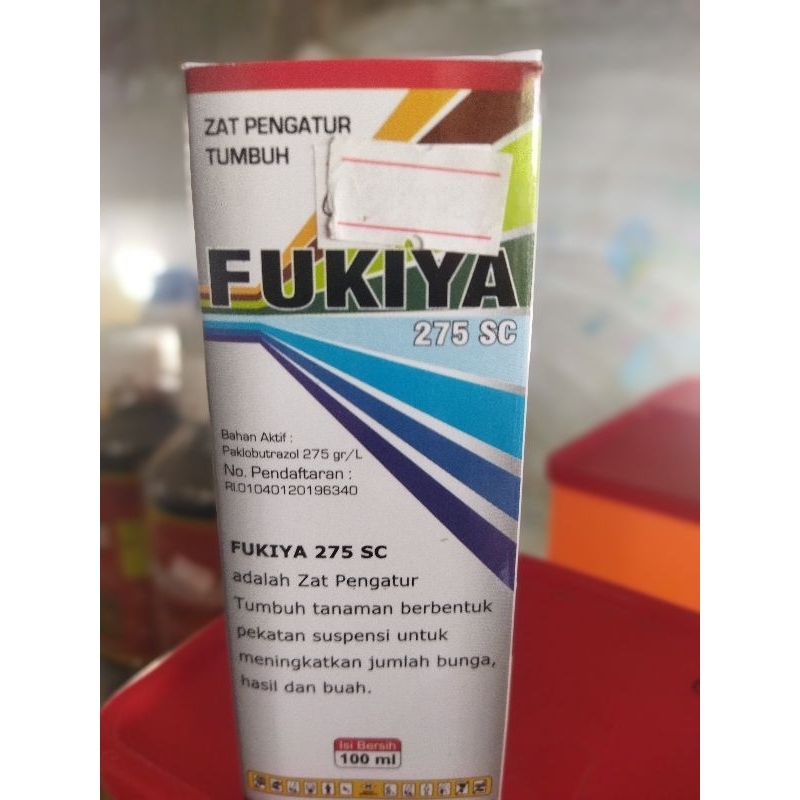 ZAT PENGATUR
TUMBUH
FUKIYA
275 SC
Bahan Aktif :
Paklobutrazol 275 gr/L
No. Pendaftaran :
RI.01040120196340
FUKIYA 275 SC
adalah Zat Pengatur
Tumbuh tanaman berbentuk
pekatan suspensi untuk
meningkatkan jumlah bunga,
hasil dan buah.
Isi Bersih
100 ml